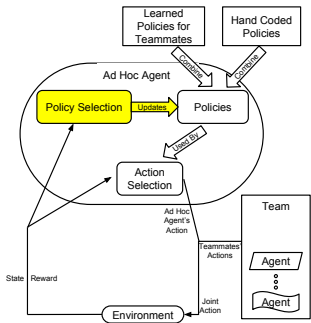 Learned
Policies for
Teammates
Hand Coded
Policies
Combine
Combine
Ad Hoc Agent
Policy Selection
Updates
Policies
Used By
Action
Selection
Ad Hoc
Agent's
Action
Team
Teammates
Actions
Agent
State
Reward
Joint
Action
Agent
Environment